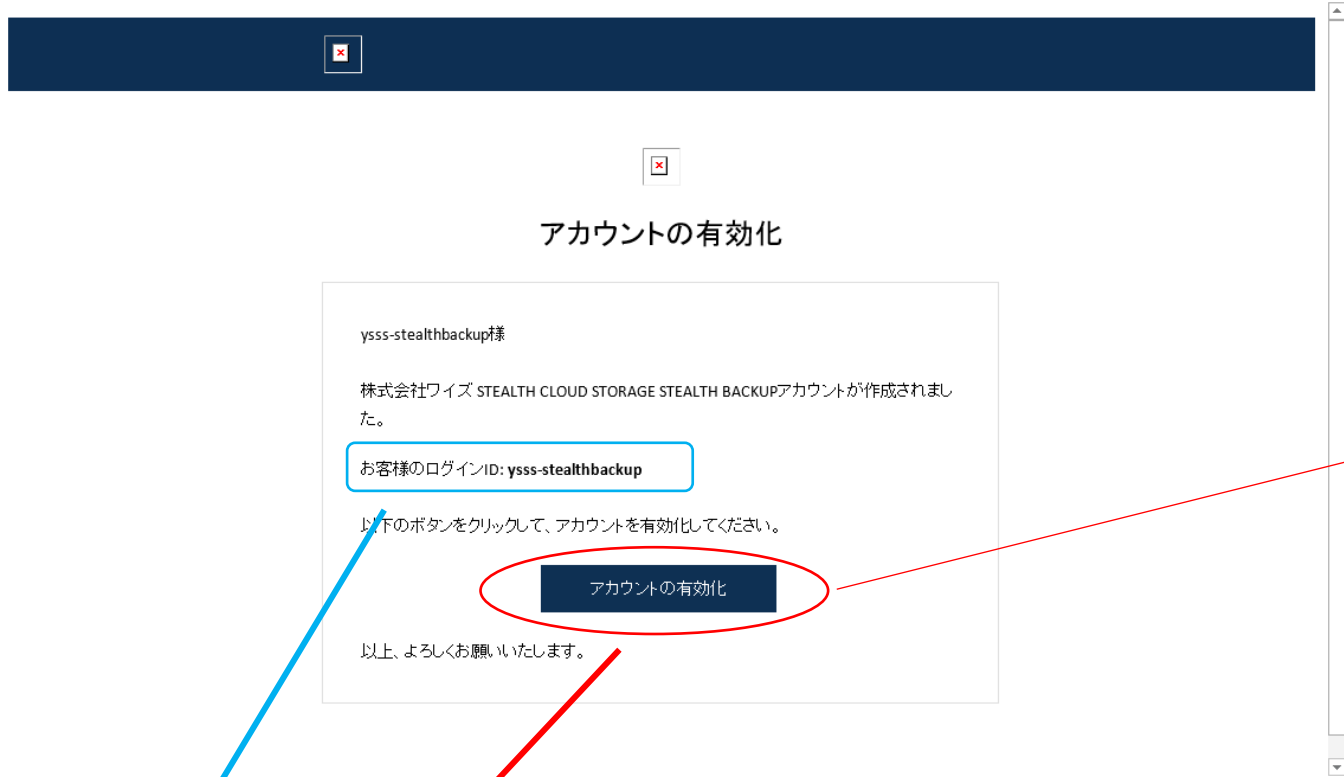 アカウントの有効化
ysss-stealthbackup様
株式会社ワイズ STEALTH CLOUD STORAGE STEALTH BACKUPアカウントが作成されまし
た。
お客様のログインID: ysss-stealthbackup
以下のボタンをクリックして、アカウントを有効化してください。
アカウントの有効化
以上、よろしくお願いいたします。